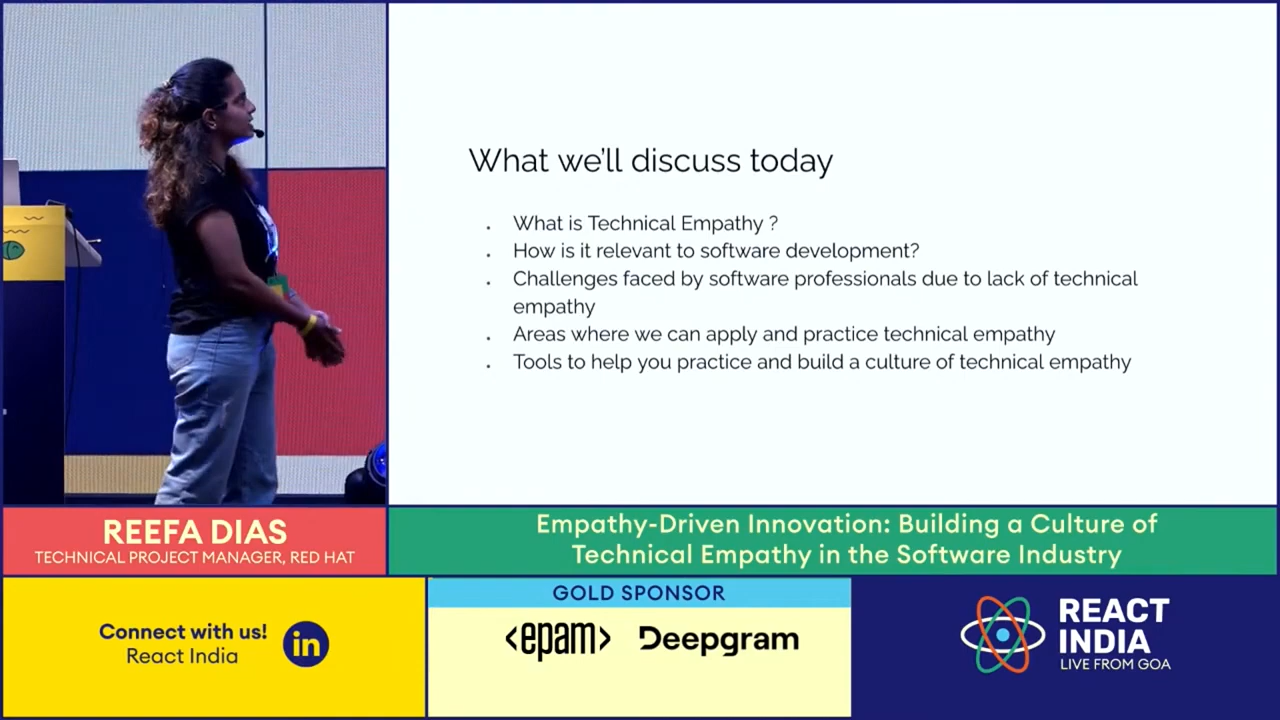 What we'll discuss today
. What is Technical Empathy ?
. How is it relevant to software development?
. Challenges faced by software professionals due to lack of technical
empathy
. Areas where we can apply and practice technical empathy
. Tools to help you practice and build a culture of technical empathy
REEFA DIAS
TECHNICAL PROJECT MANAGER, RED HAT
Empathy-Driven Innovation: Building a Culture of
Technical Empathy in the Software Industry
Connect with us!
React India
in
GOLD SPONSOR
<epam> Deepgram
REACT
INDIA
LIVE FROM GOA